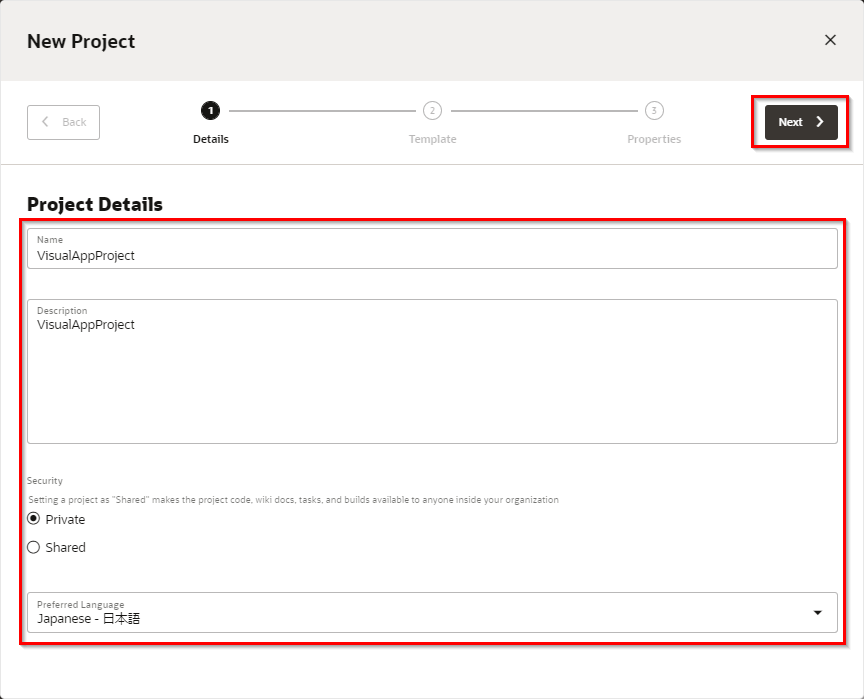 New Project
Back
1
2
3
Next
Details
Template
Properties
Project Details
Name
VisualAppProject
Description
VisualAppProject
Security
Setting a project as "Shared" makes the project code, wiki docs, tasks, and builds available to anyone inside your organization
Private
Shared
Preferred Language
Japanese - 日本語